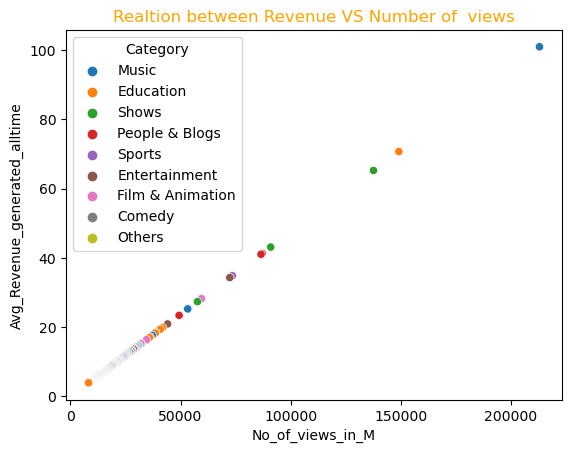 Realtion between Revenue VS Number of  views
Avg_Revenue_generated_alltime
100
80
60
40
20
0
Category
Music
Education
Shows
People & Blogs
Sports
Entertainment
Film & Animation
Comedy
Others
0
50000
100000
150000
200000
No_of_views_in_M